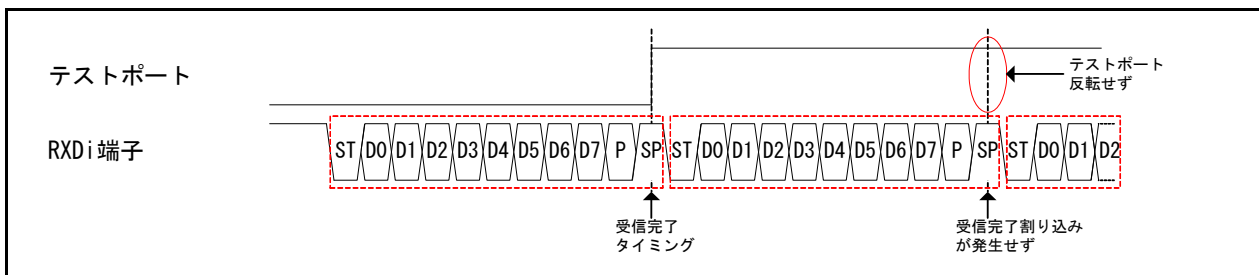 テストポート
テストポート
反転せず
RXDi端子
ST D0 D1 D2 D3 D4 D5 D6 D7 P SP ST D0 D1 D2 D3 D4 D5 D6 D7 P SP ST D0 D1 D2
受信完了
タイミング
受信完了割り込み
が発生せず